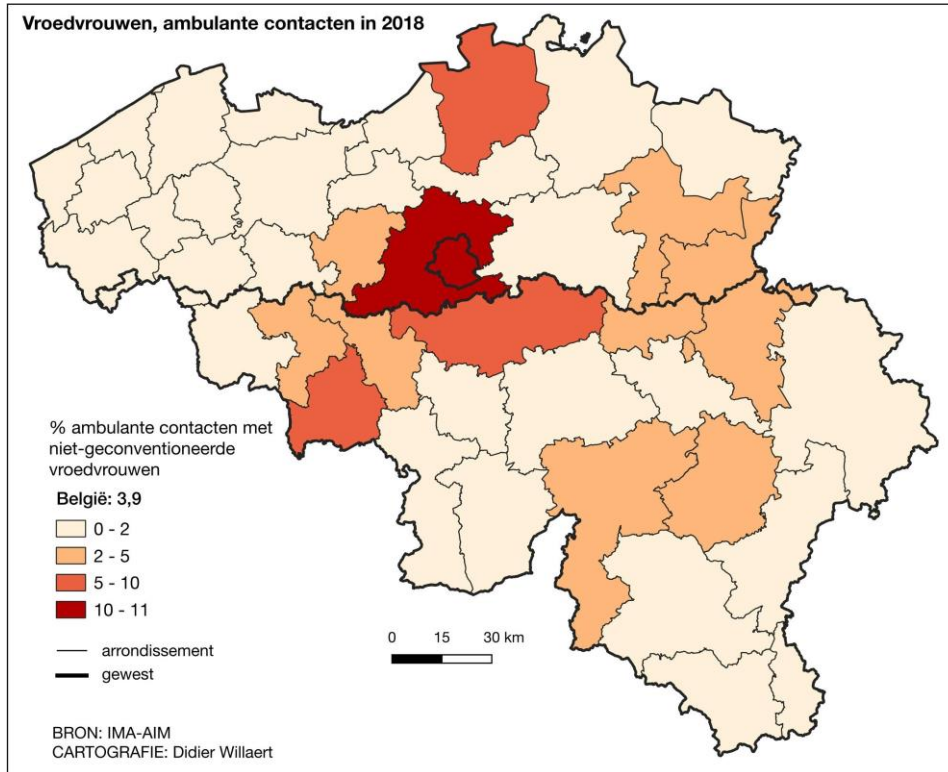 Vroedvrouwen, ambulante contacten in 2018
% ambulante contacten met
niet-geconventioneerde
vroedvrouwen
België: 3,9
0 - 2
2 - 5
5 - 10
10 - 11
0 15 30 km
arrondissement
gewest
BRON: IMA-AIM
CARTOGRAFIE: Didier Willaert